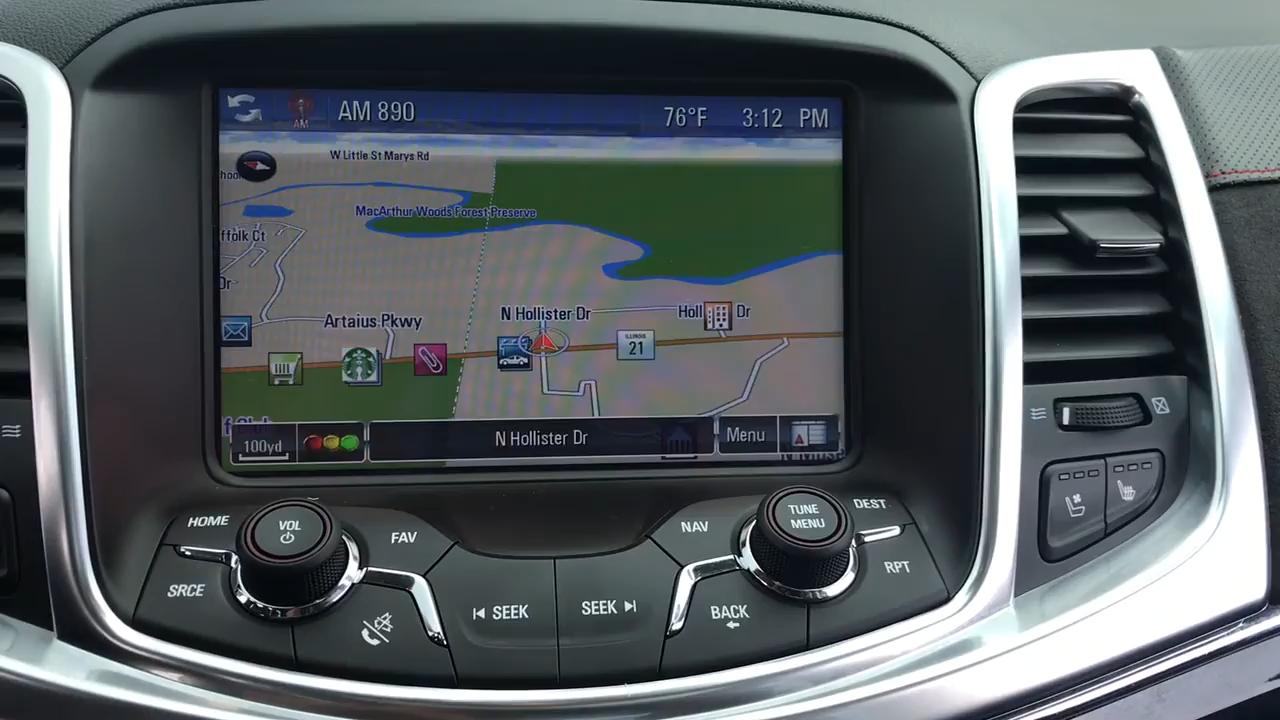 AM
AM 890
76°F
3:12 PM
W Little St Marys Rd
MacArthur Woods Forest Preserve
ffolk Ct
Dr
Artaius Pkwy
N Hollister Dr
Holl
Dr
ILLINOIS
21
100yd
N Hollister Dr
Menu
HOME
VOL
FAV
SRCE
SEEK
SEEK
NAV
TUNE
MENU
DEST
BACK
RPT